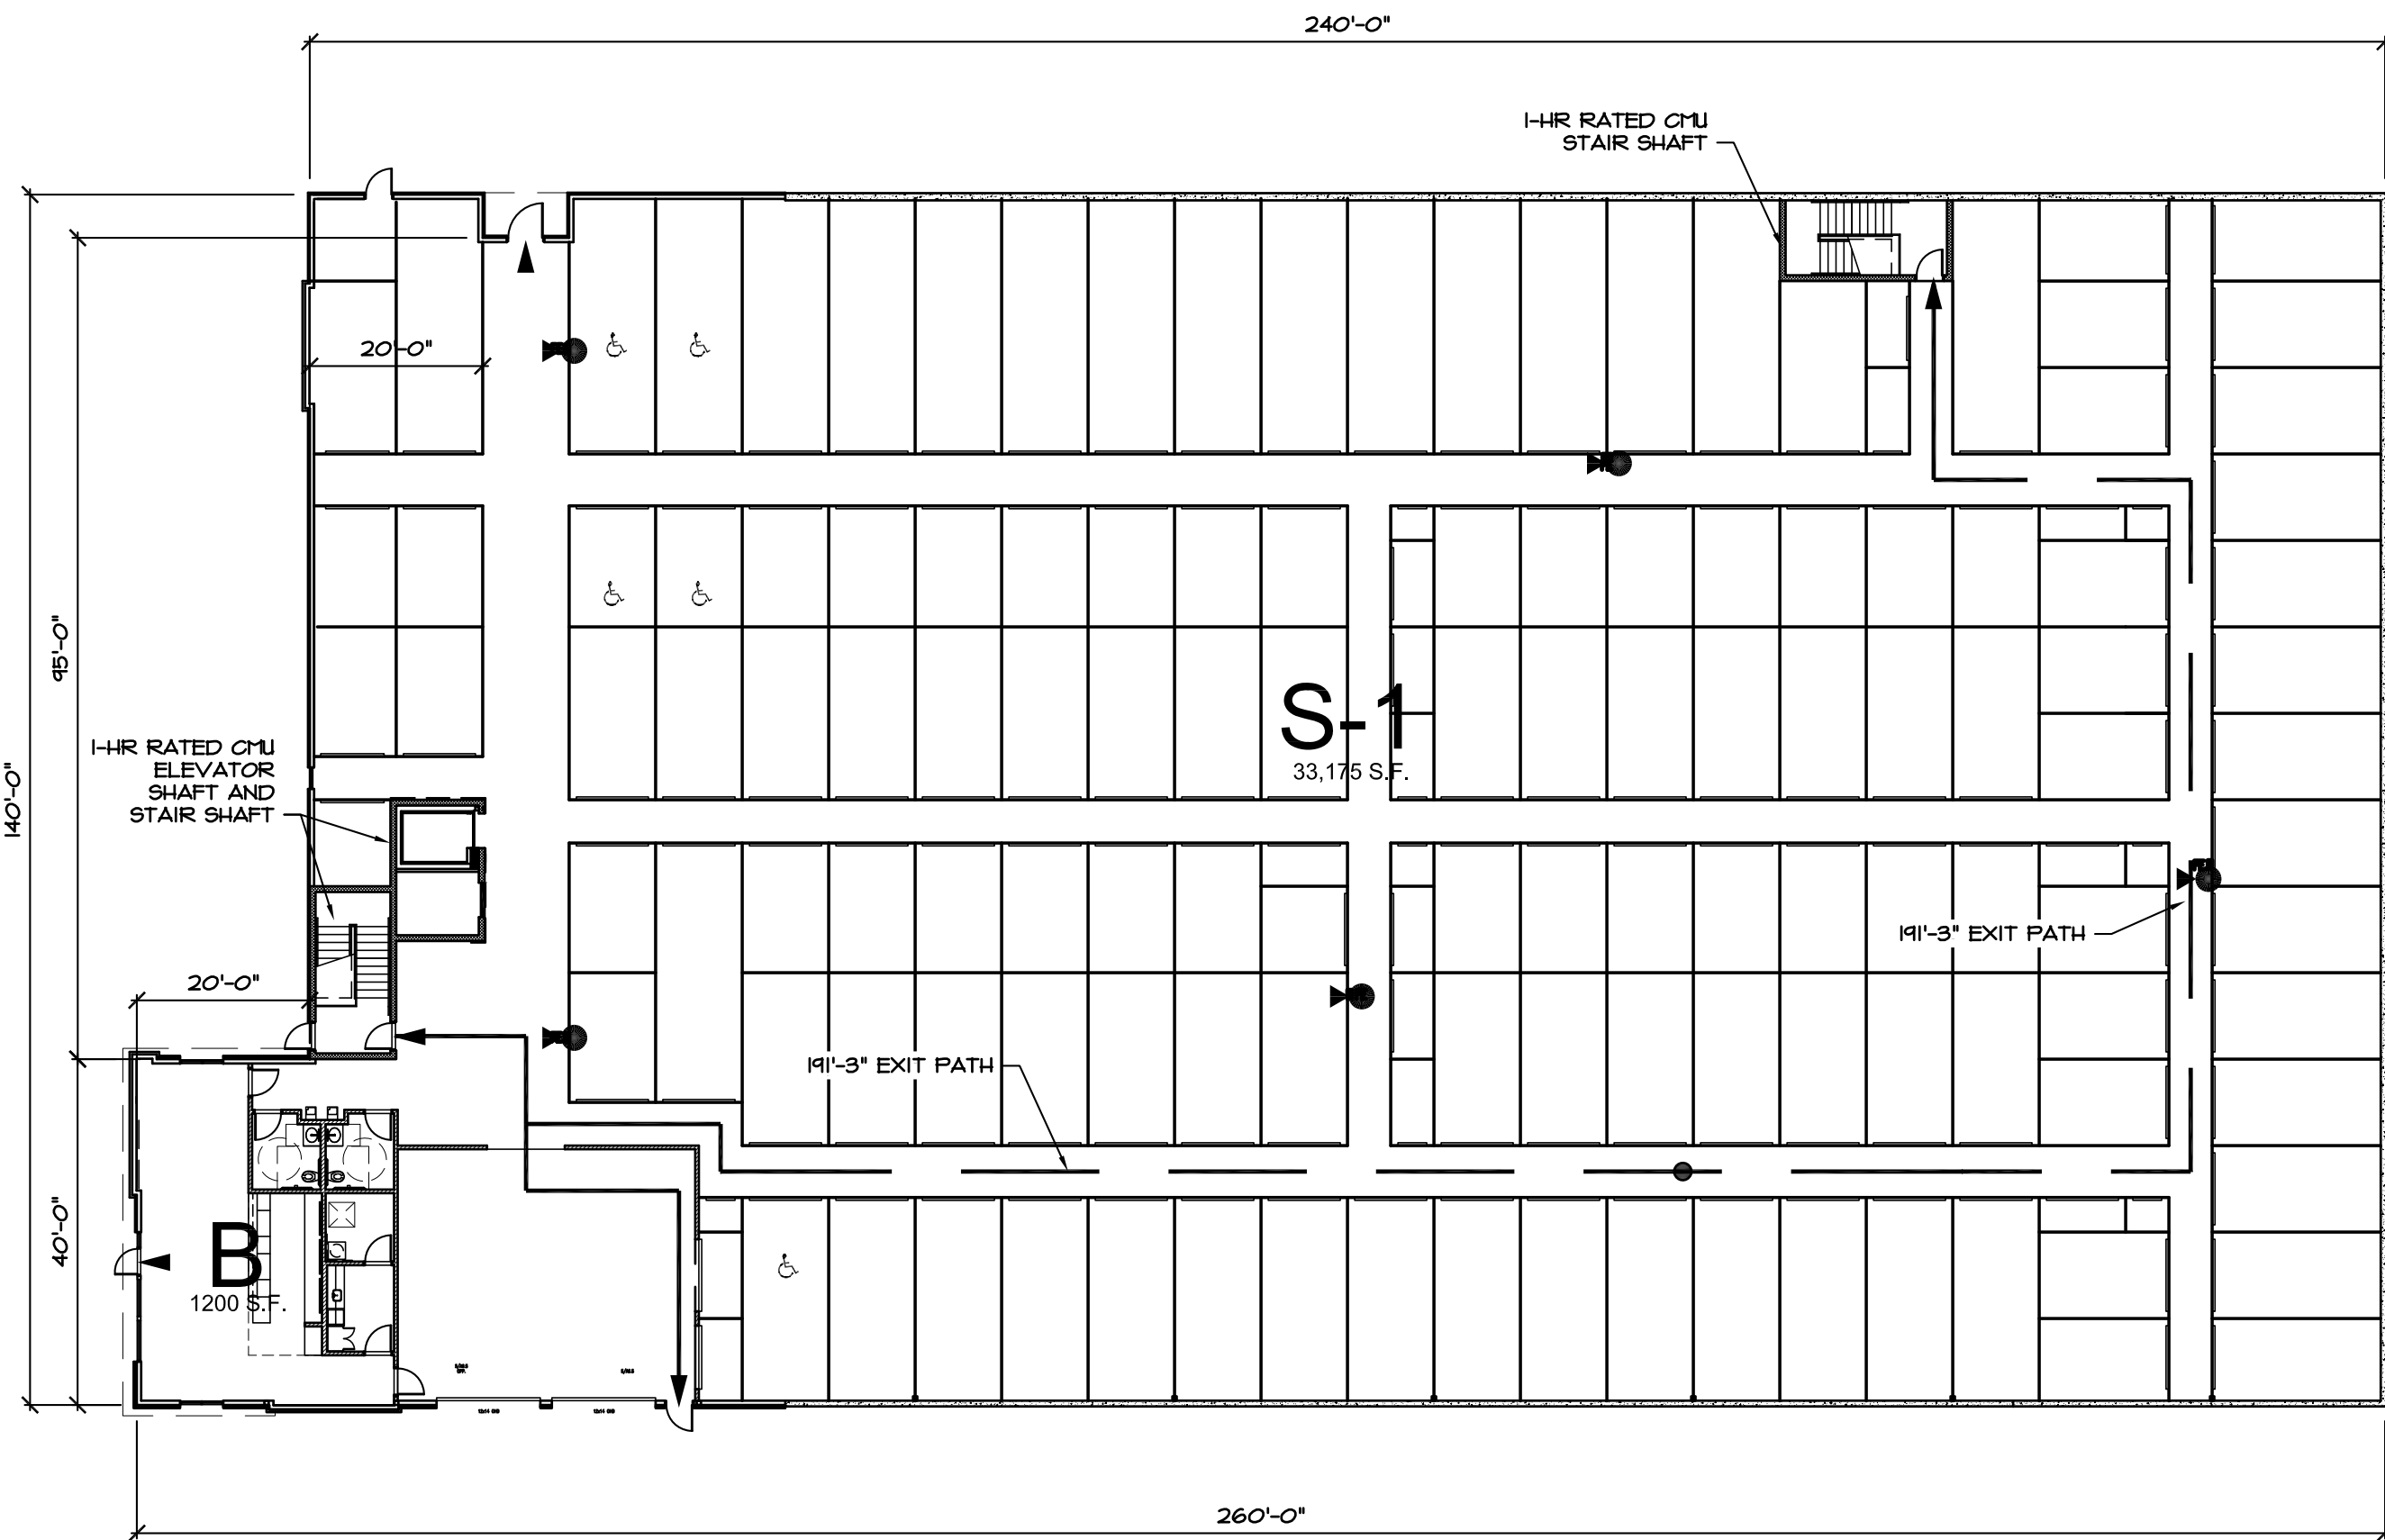 240'-0"
1-HR RATED CMU
STAIR SHAFT
20'-0"
95'-0"
140'-0"
S-1
33,175 S.F.
1-HR RATED CMU
ELEVATOR
SHAFT AND
STAIR SHAFT
191'-3" EXIT PATH
20'-0"
191'-3" EXIT PATH
40'-0"
B
1200 S.F.
260'-0"